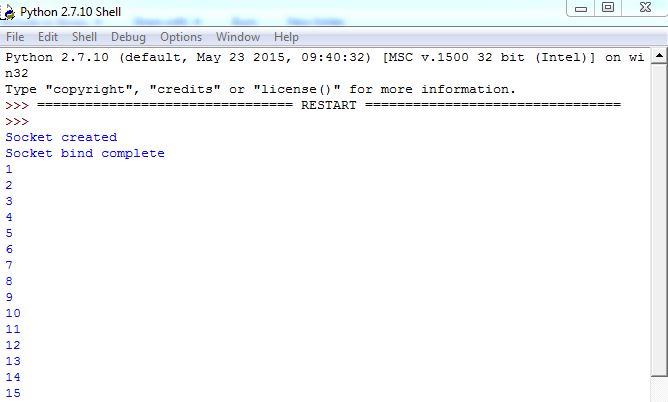 Python 2.7.10 Shell
File Edit Shell Debug Options Window Help
Python 2.7.10 (default, May 23 2015, 09:40:32) [MSC v.1500 32 bit (Intel)] on wi
n32
Type "copyright", "credits" or "license()" for more information.
>>> ================================ RESTART ================================
>>>
Socket created
Socket bind complete
1
2
3
4
5
6
7
8
9
10
11
12
13
14
15